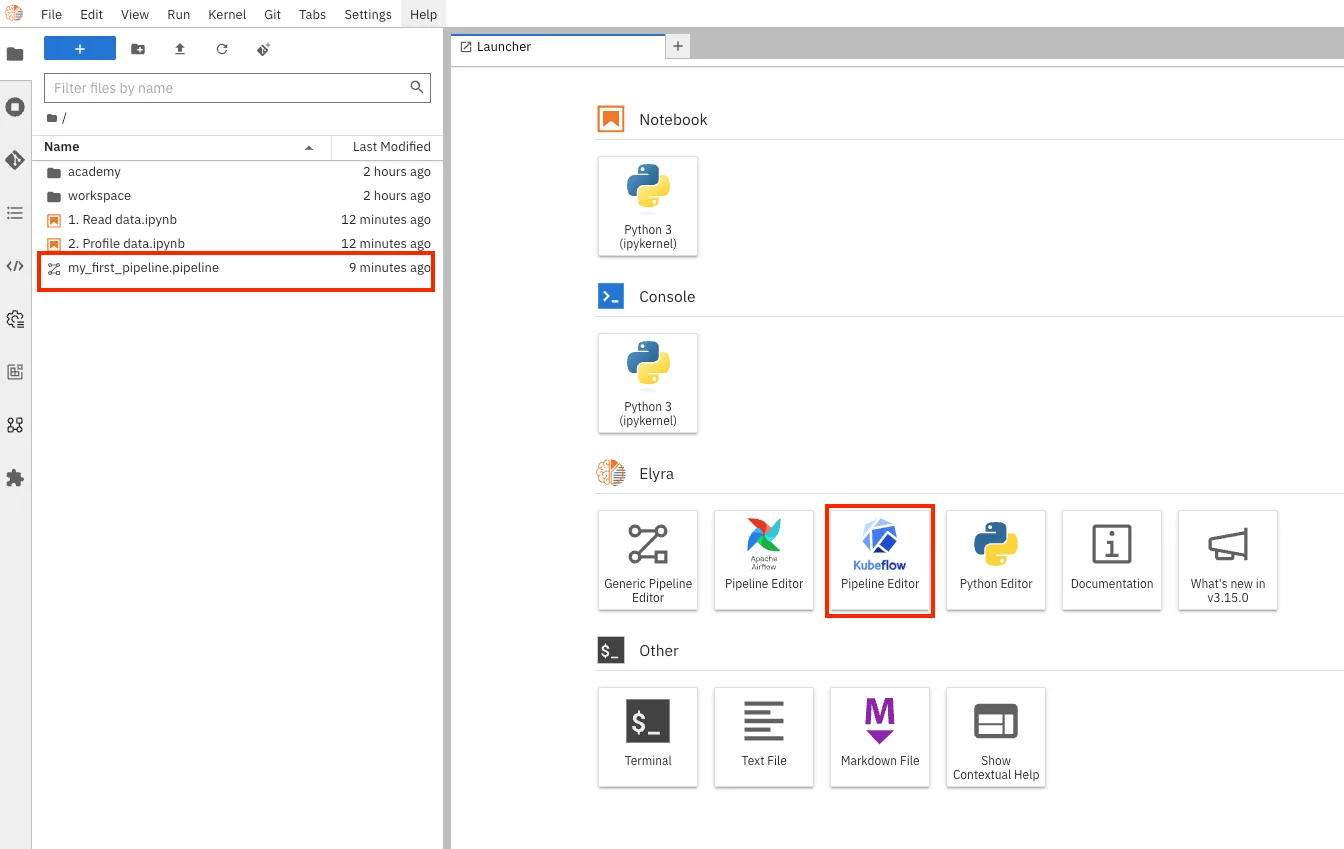 File Edit View Run Kernel Git Tabs Settings Help
+
Launcher
+
Filter files by name
/
Name Last Modified
academy 2 hours ago
workspace 2 hours ago
1. Read data.ipynb 12 minutes ago
2. Profile data.ipynb 12 minutes ago
my_first_pipeline.pipeline 9 minutes ago
Notebook
Python 3
(ipykernel)
>_ Console
Python 3
(ipykernel)
Elyra
Generic Pipeline
Editor
Apache
Airflow
Pipeline Editor
Kubeflow
Pipeline Editor
Python Editor
i
Documentation
What's new in
v3.15.0
$_ Other
$_
Terminal
Text File
M
Markdown File
Show
Contextual Help